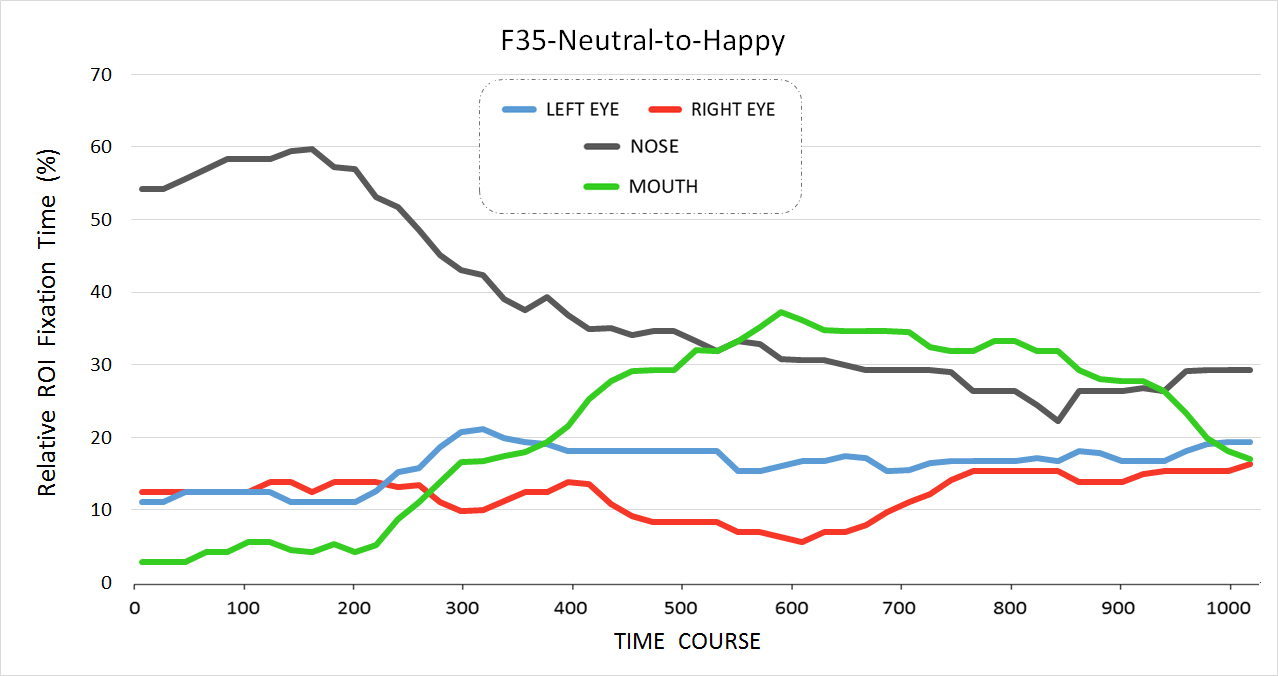 F35-Neutral-to-Happy
70
LEFT EYE RIGHT EYE
NOSE
MOUTH
60
50
40
30
20
10
0
Relative ROI Fixation Time (%)
0 100 200 300 400 500 600 700 800 900 1000
TIME COURSE